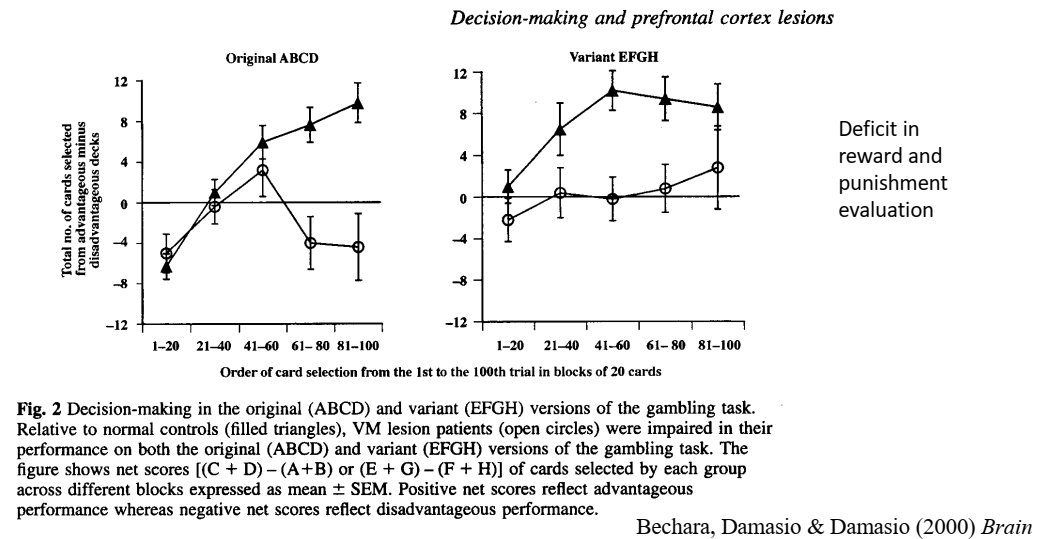 Decision-making and prefrontal cortex lesions
Original ABCD
Total no. of cards selected
from advantageous minus
disadvantageous decks
12
8
4
0
–4
–8
–12
1–20 21–40 41–60 61– 80 81–100
Variant EFGH
12
8
4
0
–4
–8
–12
1–20 21–40 41–60 61– 80 81–100
Order of card selection from the 1st to the 100th trial in blocks of 20 cards
Deficit in
reward and
punishment
evaluation
Fig. 2 Decision-making in the original (ABCD) and variant (EFGH) versions of the gambling task.
Relative to normal controls (filled triangles), VM lesion patients (open circles) were impaired in their
performance on both the original (ABCD) and variant (EFGH) versions of the gambling task. The
figure shows net scores [(C + D) – (A+B) or (E + G) – (F + H)] of cards selected by each group
across different blocks expressed as mean ± SEM. Positive net scores reflect advantageous
performance whereas negative net scores reflect disadvantageous performance.
Bechara, Damasio & Damasio (2000) Brain